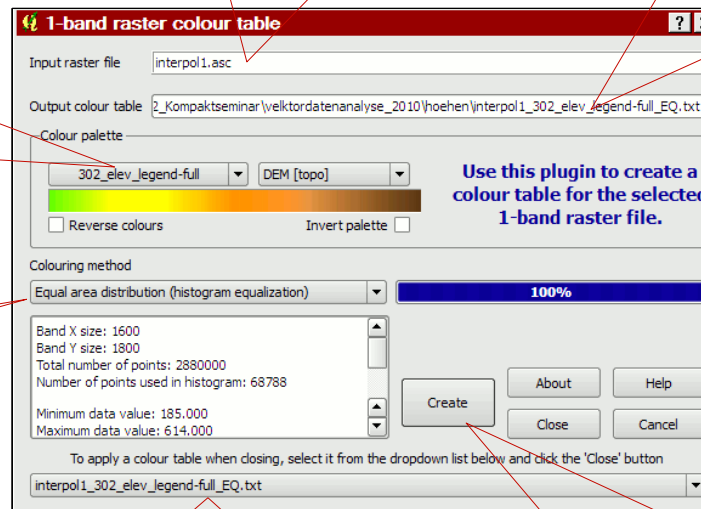 1-band raster colour table ?
Input raster file interpol1.asc
Output colour table 2_Kompaktseminar\velktordatenanalyse_2010\hoehen\interpol1_302_elev_legend-full_EQ.txt
Colour palette
302_elev_legend-full DEM [topo]
Reverse colours Invert palette
Use this plugin to create a
colour table for the selected
1-band raster file.
Colouring method
Equal area distribution (histogram equalization) 100%
Band X size: 1600
Band Y size: 1800
Total number of points: 2880000
Number of points used in histogram: 68788
Minimum data value: 185.000
Maximum data value: 614.000
Create About Help
Close Cancel
To apply a colour table when closing, select it from the dropdown list below and click the 'Close' button
interpol1_302_elev_legend-full_EQ.txt